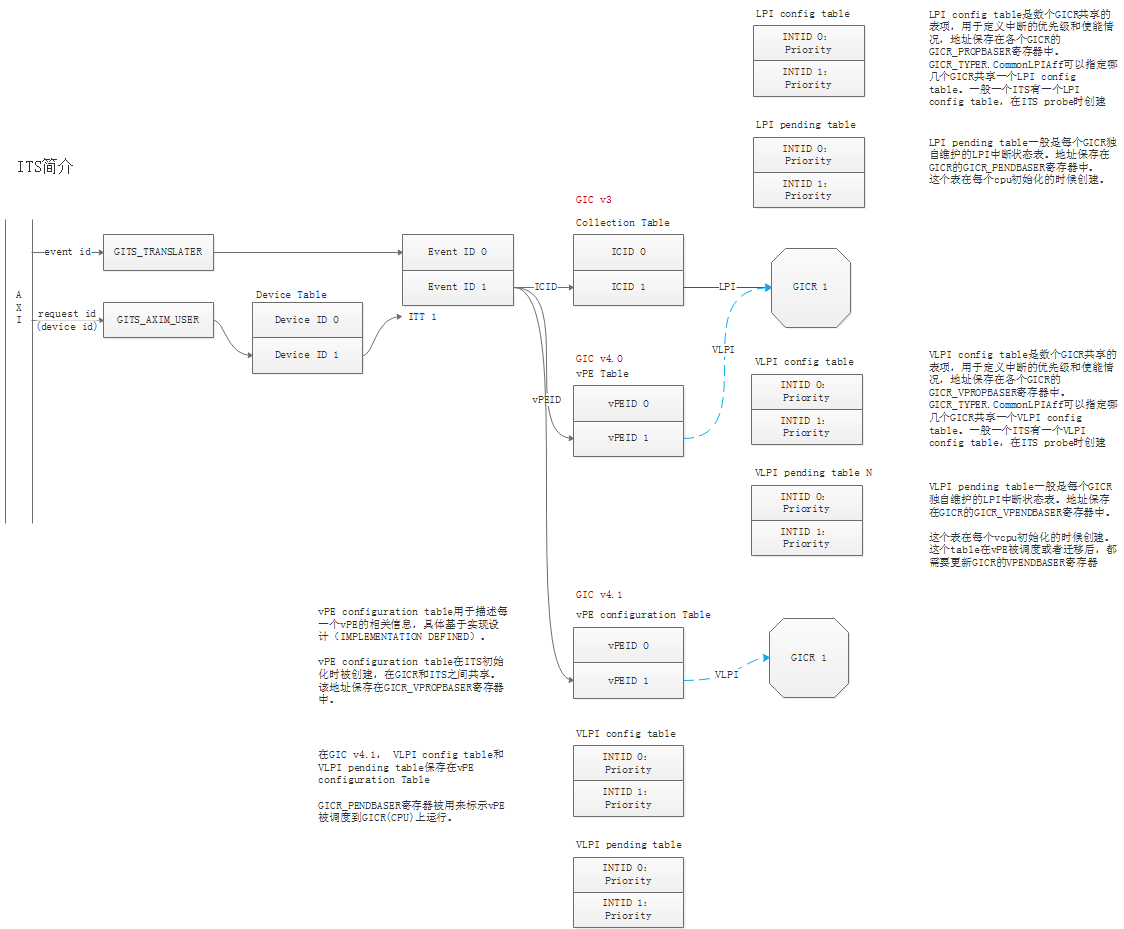 LPI config table
INTID 0:
Priority
INTID 1:
Priority
LPI config table是数个GICR共享的
表项，用于定义中断的优先级和使能情
况，地址保存在各个GICR的
GICR_PROPBASER寄存器中。
GICR_TYPER.CommonLPIAff可以指定哪
几个GICR共享一个LPI config
table。一般一个ITS有一个LPI
config table，在ITS probe时创建
LPI pending table
INTID 0:
Priority
INTID 1:
Priority
LPI pending table一般是每个GICR独
自维护的LPI中断状态表。地址保存在
GICR的GICR_PENDBASER寄存器中。
这个表在每个cpu初始化的时候创建。
ITS简介
A
X
I
event id
GITS_TRANSLATER
request id
(device id)
GITS_AXIM_USER
Device Table
Device ID 0
Device ID 1
Event ID 0
Event ID 1
ITT 1
GIC v3
Collection Table
ICID 0
ICID 1
ICID
LPI
GICR 1
VLPI
vPEID
GIC v4.0
vPE Table
vPEID 0
vPEID 1
VLPI config table
INTID 0:
Priority
INTID 1:
Priority
VLPI config table是数个GICR共享的
表项，用于定义中断的优先级和使能情
况，地址保存在各个GICR的
GICR_VPROPBASER寄存器中。
GICR_TYPER.CommonLPIAff可以指定哪
几个GICR共享一个VLPI config
table。一般一个ITS有一个VLPI
config table，在ITS probe时创建
VLPI pending table N
INTID 0:
Priority
INTID 1:
Priority
VLPI pending table一般是每个GICR
独自维护的LPI中断状态表。地址保存
在GICR的GICR_VPENDBASER寄存器中。
这个表在每个vcpu初始化的时候创建。
这个table在vPE被调度或者迁移后，都
需要更新GICR的VPENDBASER寄存器
GIC v4.1
vPE configuration Table
vPEID 0
vPEID 1
VLPI
GICR 1
vPE configuration table用于描述每
一个vPE的相关信息，具体基于实现设
计（IMPLEMENTATION DEFINED）。
vPE configuration table在ITS初始
化时被创建，在GICR和ITS之间共享。
该地址保存在GICR_VPROPBASER寄存器
中。
在GIC v4.1， VLPI config table和
VLPI pending table保存在vPE
configuration Table
GICR_PENDBASER寄存器被用来标示vPE
被调度到GICR(CPU)上运行。
VLPI config table
INTID 0:
Priority
INTID 1:
Priority
VLPI pending table
INTID 0:
Priority
INTID 1:
Priority